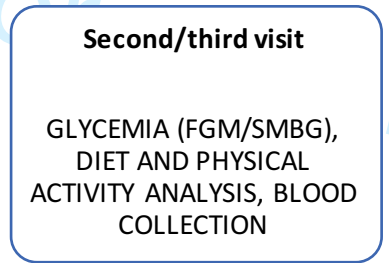 Second/third visit
GLYCEMIA (FGM/SMBG),
DIET AND PHYSICAL
ACTIVITY ANALYSIS, BLOOD
COLLECTION